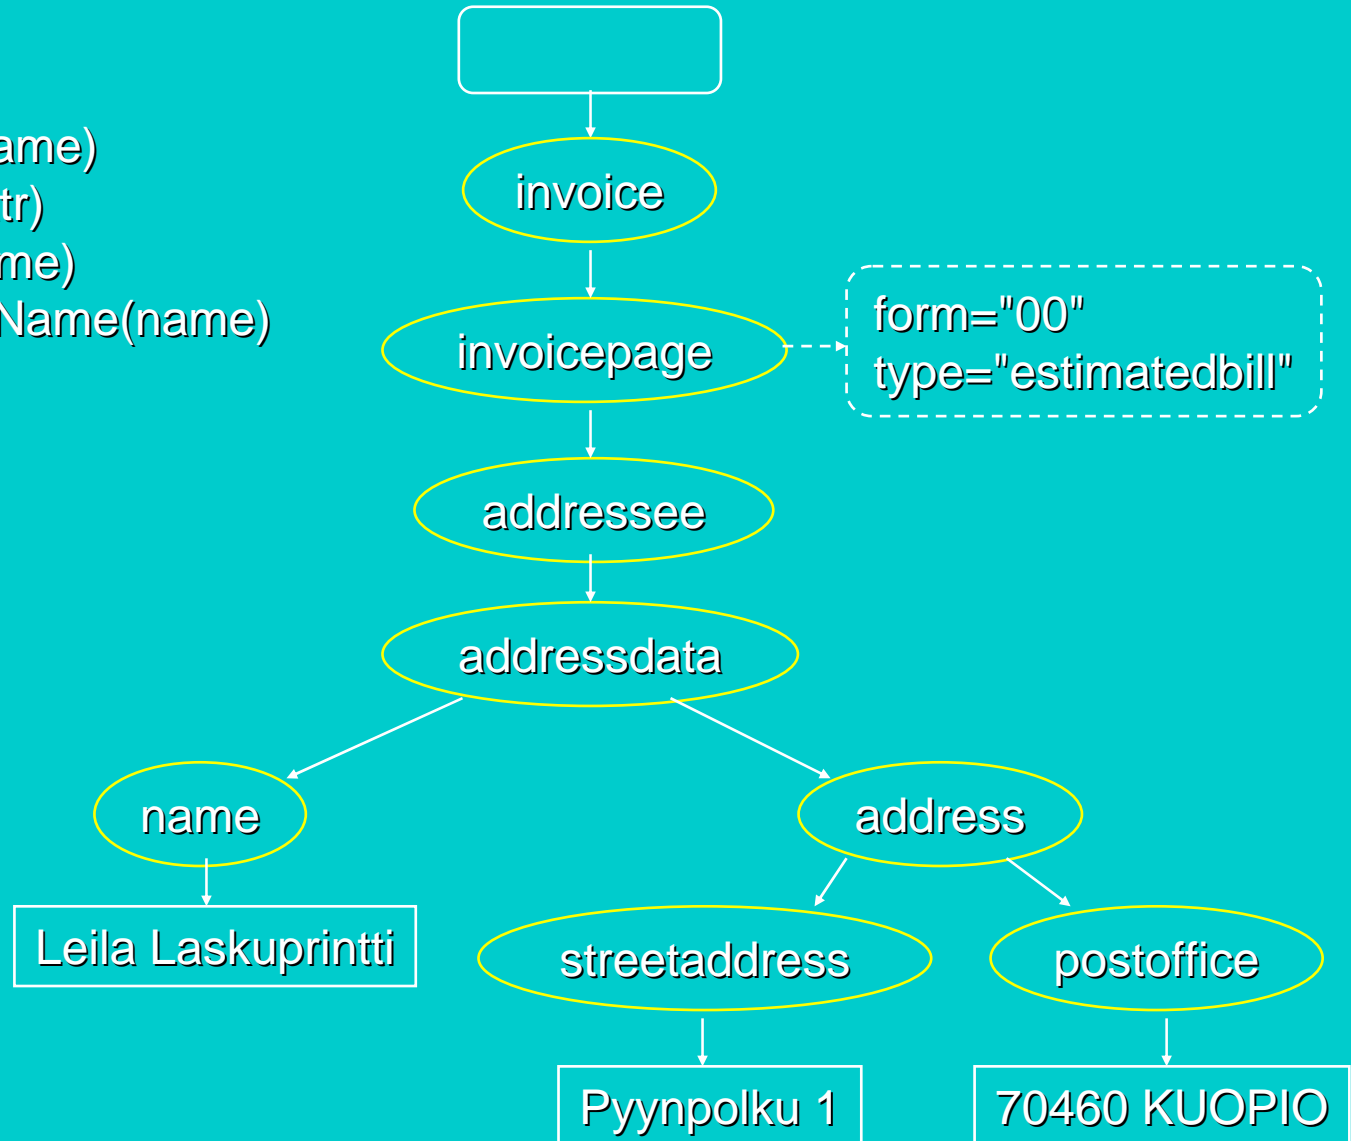 ame)
tr)
me)
Name(name)
invoice
invoicepage
form="00"
type="estimatedbill"
addressee
addressdata
name
address
Leila Laskuprintti
streetaddress
postoffice
Pyynpolku 1
70460 KUOPIO